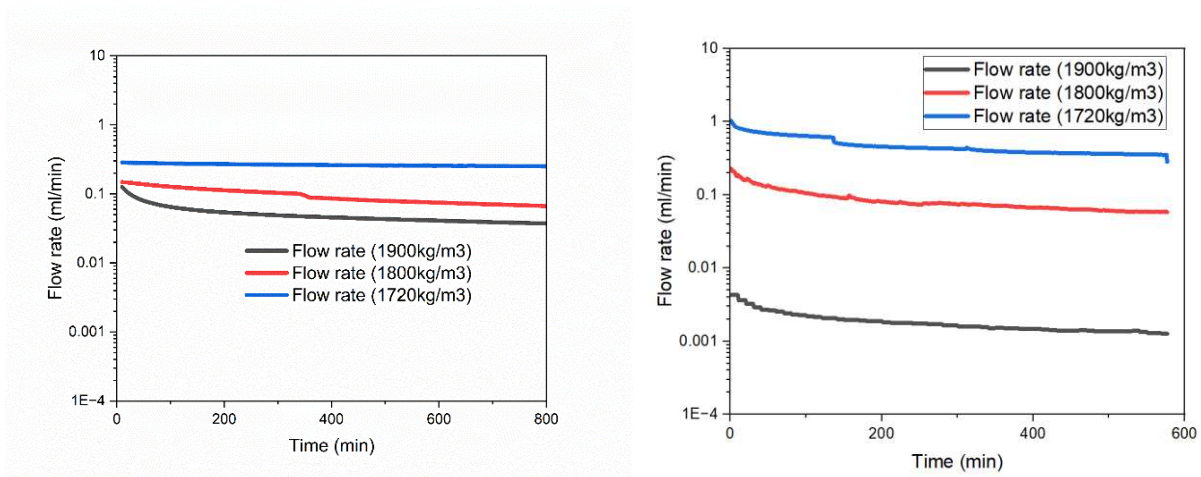 10
1
0.1
0.01
0.001
1E−4
Flow rate (ml/min)
Flow rate (1900kg/m3)
Flow rate (1800kg/m3)
Flow rate (1720kg/m3)
0 200 400 600 800
Time (min)
10
1
0.1
0.01
0.001
1E−4
Flow rate (ml/min)
Flow rate (1900kg/m3)
Flow rate (1800kg/m3)
Flow rate (1720kg/m3)
0 200 400 600
Time (min)